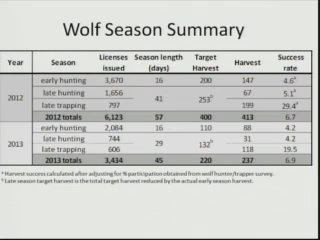 Wolf Season Summary
Year Season Licenses issued Season length (days) Target Harvest Harvest Success rate
2012 early hunting 3,670 16 200 147 4.6ᵃ
late hunting 1,656 41 253ᵇ 67 5.1ᵃ
late trapping 797 199 29.4ᵃ
2012 totals 6,123 57 400 413 6.7
2013 early hunting 2,084 16 110 88 4.2
late hunting 744 29 132ᵇ 31 4.2
late trapping 606 118 19.5
2013 totals 3,434 45 220 237 6.9
ᵃ Harvest success calculated after adjusting for % participation obtained from wolf hunter/trapper survey.
ᵇ Late season target harvest is the total target harvest reduced by the actual early season harvest.